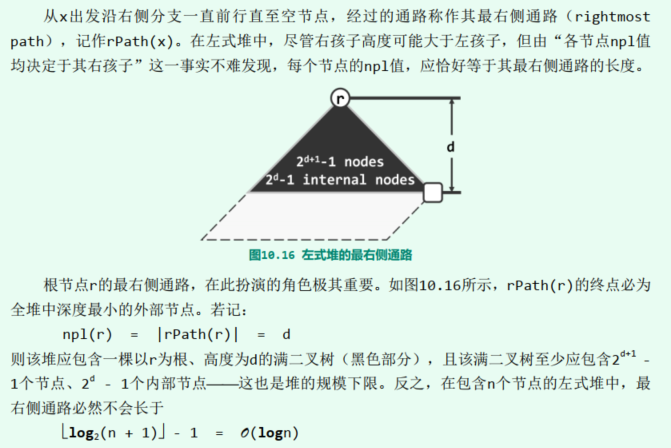 从x出发沿右侧分支一直前行直至空节点，经过的通路称作其最右侧通路（rightmost
path），记作rPath(x)。在左式堆中，尽管右孩子高度可能大于左孩子，但由“各节点npl值
均决定于其右孩子”这一事实不难发现，每个节点的npl值，应恰好等于其最右侧通路的长度。
r
d
2^{d+1}-1 nodes
2^d-1 internal nodes
图10.16 左式堆的最右侧通路
根节点r的最右侧通路，在此扮演的角色极其重要。如图10.16所示，rPath(r)的终点必为
全堆中深度最小的外部节点。若记：
npl(r) = |rPath(r)| = d
则该堆应包含一棵以r为根、高度为d的满二叉树（黑色部分），且该满二叉树至少应包含2^{d+1} -
1个节点、2^d - 1个内部节点——这也是堆的规模下限。反之，在包含n个节点的左式堆中，最
右侧通路必然不会长于
⌊log₂(n + 1)⌋ - 1 = O(logn)